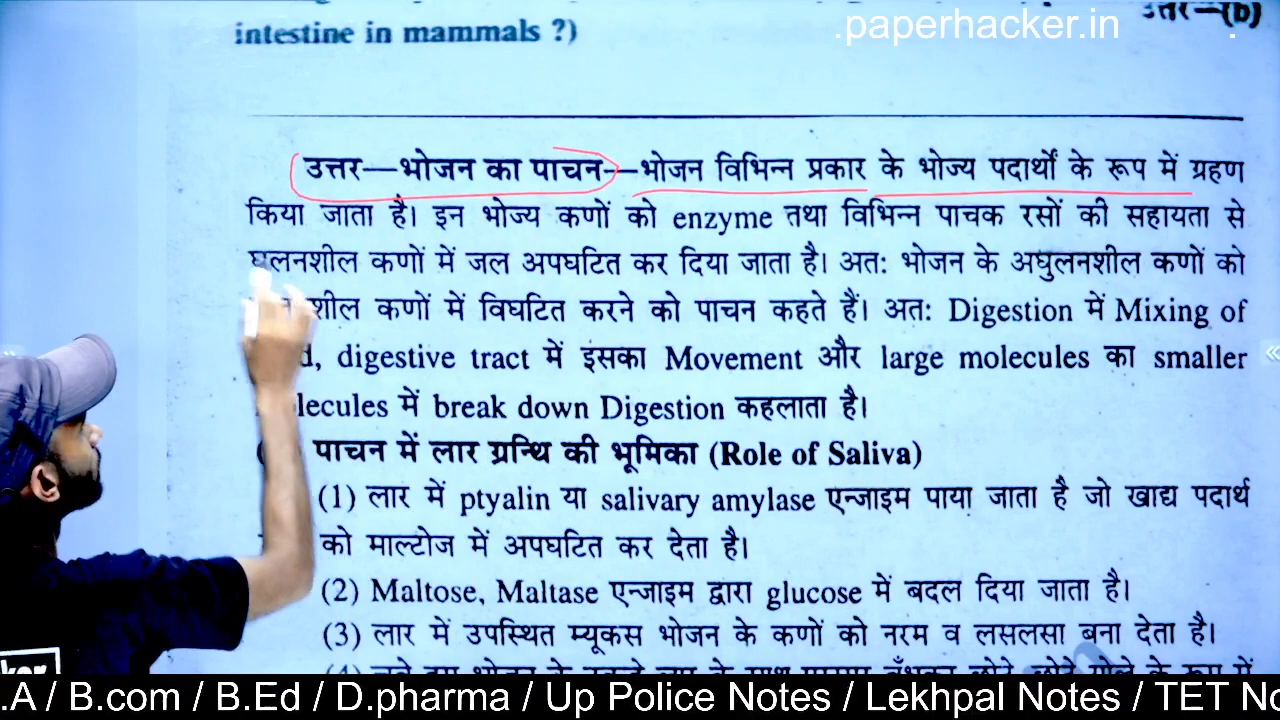 .paperhacker.in
उत्तर—(b)
intestine in mammals ?)
उत्तर—भोजन का पाचन—भोजन विभिन्न प्रकार के भोज्य पदार्थों के रूप में ग्रहण
किया जाता है। इन भोज्य कणों को enzyme तथा विभिन्न पाचक रसों की सहायता से
घुलनशील कणों में जल अपघटित कर दिया जाता है। अत: भोजन के अघुलनशील कणों को
शील कणों में विघटित करने को पाचन कहते हैं। अत: Digestion में Mixing of
digestive tract में इसका Movement और large molecules का smaller
lecules में break down Digestion कहलाता है।
पाचन में लार ग्रन्थि की भूमिका (Role of Saliva)
(1) लार में ptyalin या salivary amylase एन्जाइम पाया जाता है जो खाद्य पदार्थ
को माल्टोज में अपघटित कर देता है।
(2) Maltose, Maltase एन्जाइम द्वारा glucose में बदल दिया जाता है।
(3) लार में उपस्थित म्यूकस भोजन के कणों को नरम व लसलसा बना देता है।
.A / B.com / B.Ed / D.pharma / Up Police Notes / Lekhpal Notes / TET No